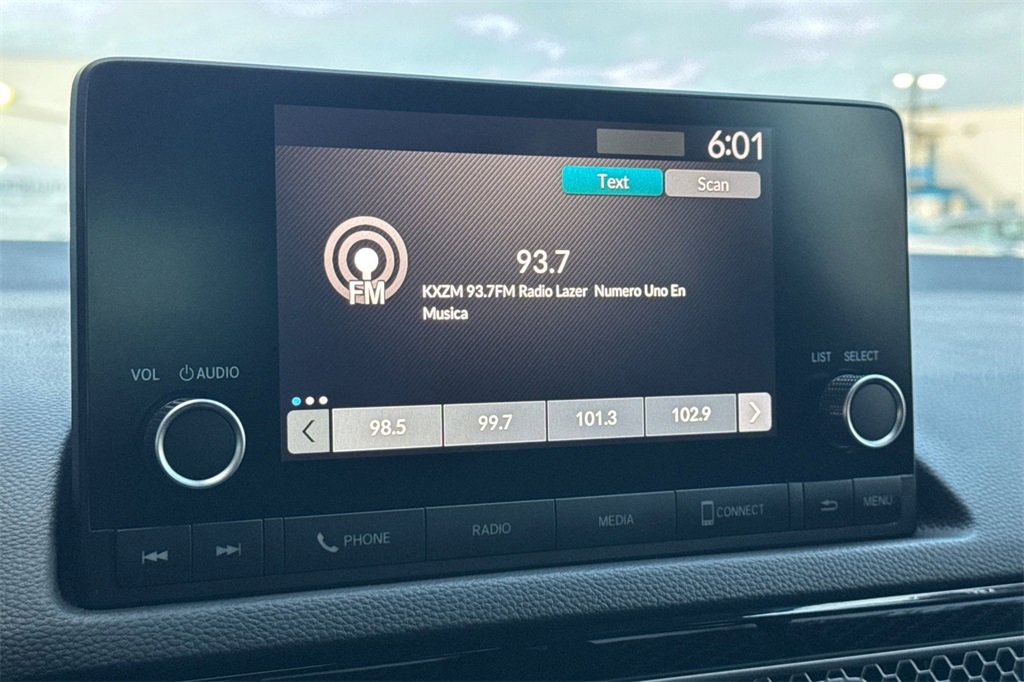 6:01
Text Scan
93.7
FM
KXZM 93.7FM Radio Lazer Numero Uno En
Musica
VOL AUDIO
LIST SELECT
98.5 99.7 101.3 102.9
PHONE RADIO MEDIA CONNECT MENU